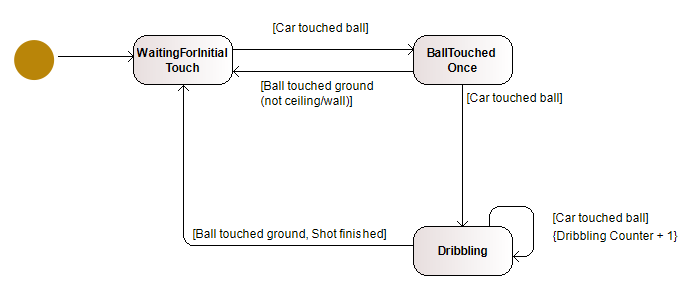 [Car touched ball]
WaitingForInitial
Touch
BallTouched
Once
[Ball touched ground
(not ceiling/wall)]
[Car touched ball]
[Car touched ball]
{Dribbling Counter + 1}
[Ball touched ground, Shot finished]
Dribbling